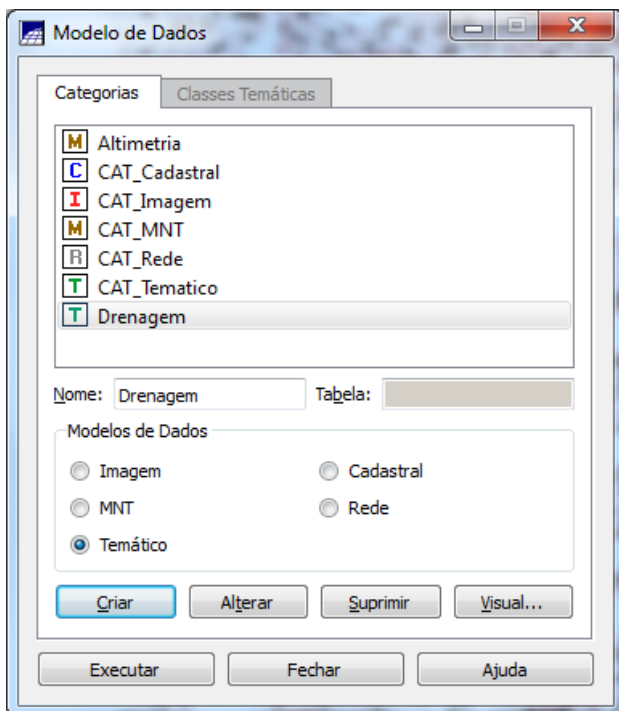 Modelo de Dados
Categorias Classes Temáticas
M Altimetria
C CAT_Cadastral
I CAT_Imagem
M CAT_MNT
R CAT_Rede
T CAT_Tematico
T Drenagem
Nome: Drenagem Tabela:
Modelos de Dados
Imagem Cadastral
MNT Rede
Temático
Criar Alterar Suprimir Visual...
Executar Fechar Ajuda